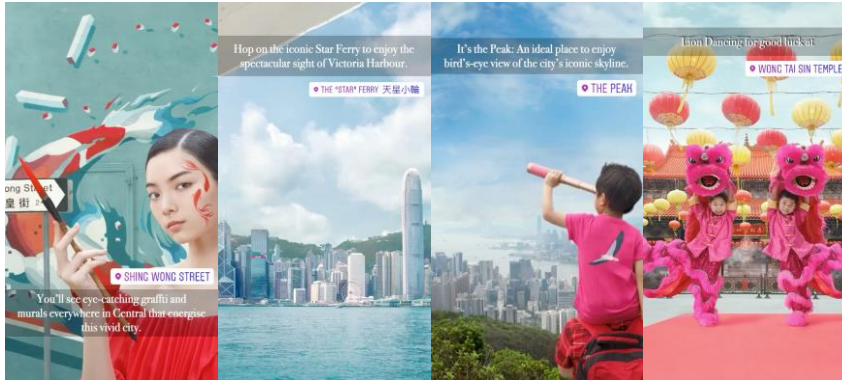 ong Street
皇街 24
SHING WONG STREET
You'll see eye-catching graffiti and
murals everywhere in Central that energise
this vivid city.
Hop on the iconic Star Ferry to enjoy the
spectacular sight of Victoria Harbour.
THE "STAR" FERRY 天星小輪
It's the Peak: An ideal place to enjoy
bird's-eye view of the city's iconic skyline.
THE PEAK
Lion Dancing for good luck at
WONG TAI SIN TEMPLE